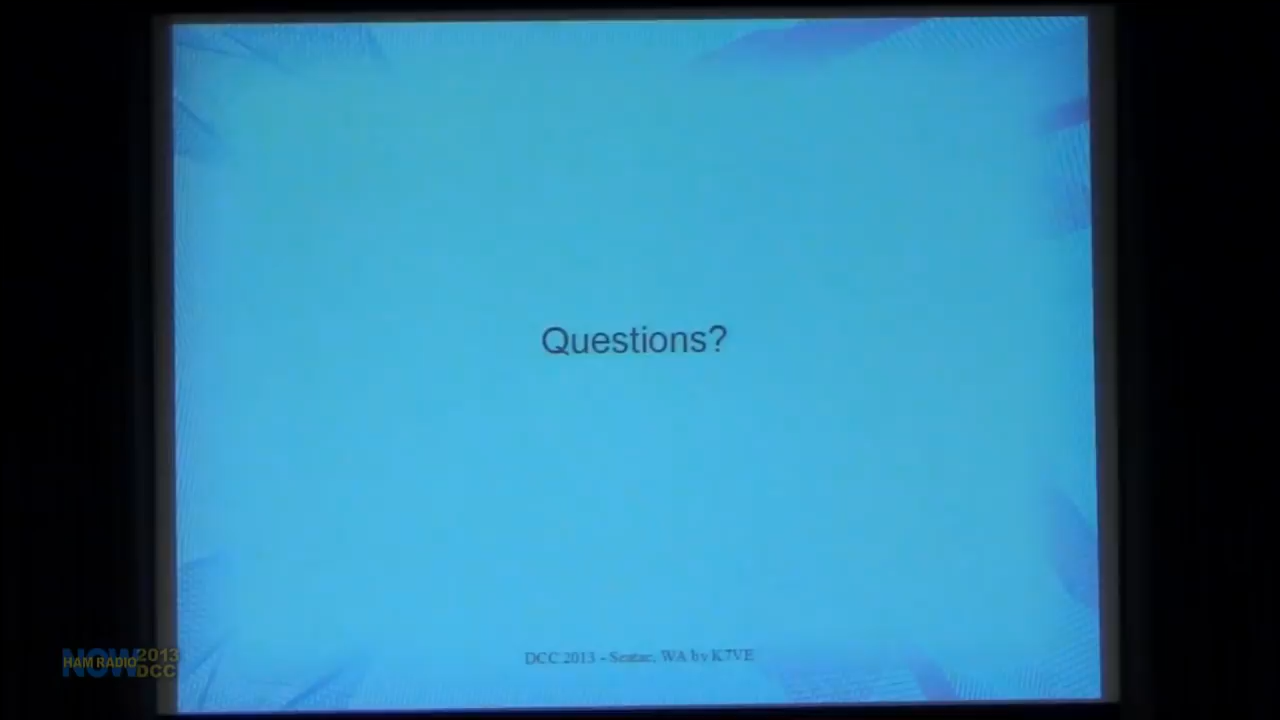 Questions?
DCC 2013 - Seatac, WA by K7VE
HAM RADIO
NOW
2013
DCC